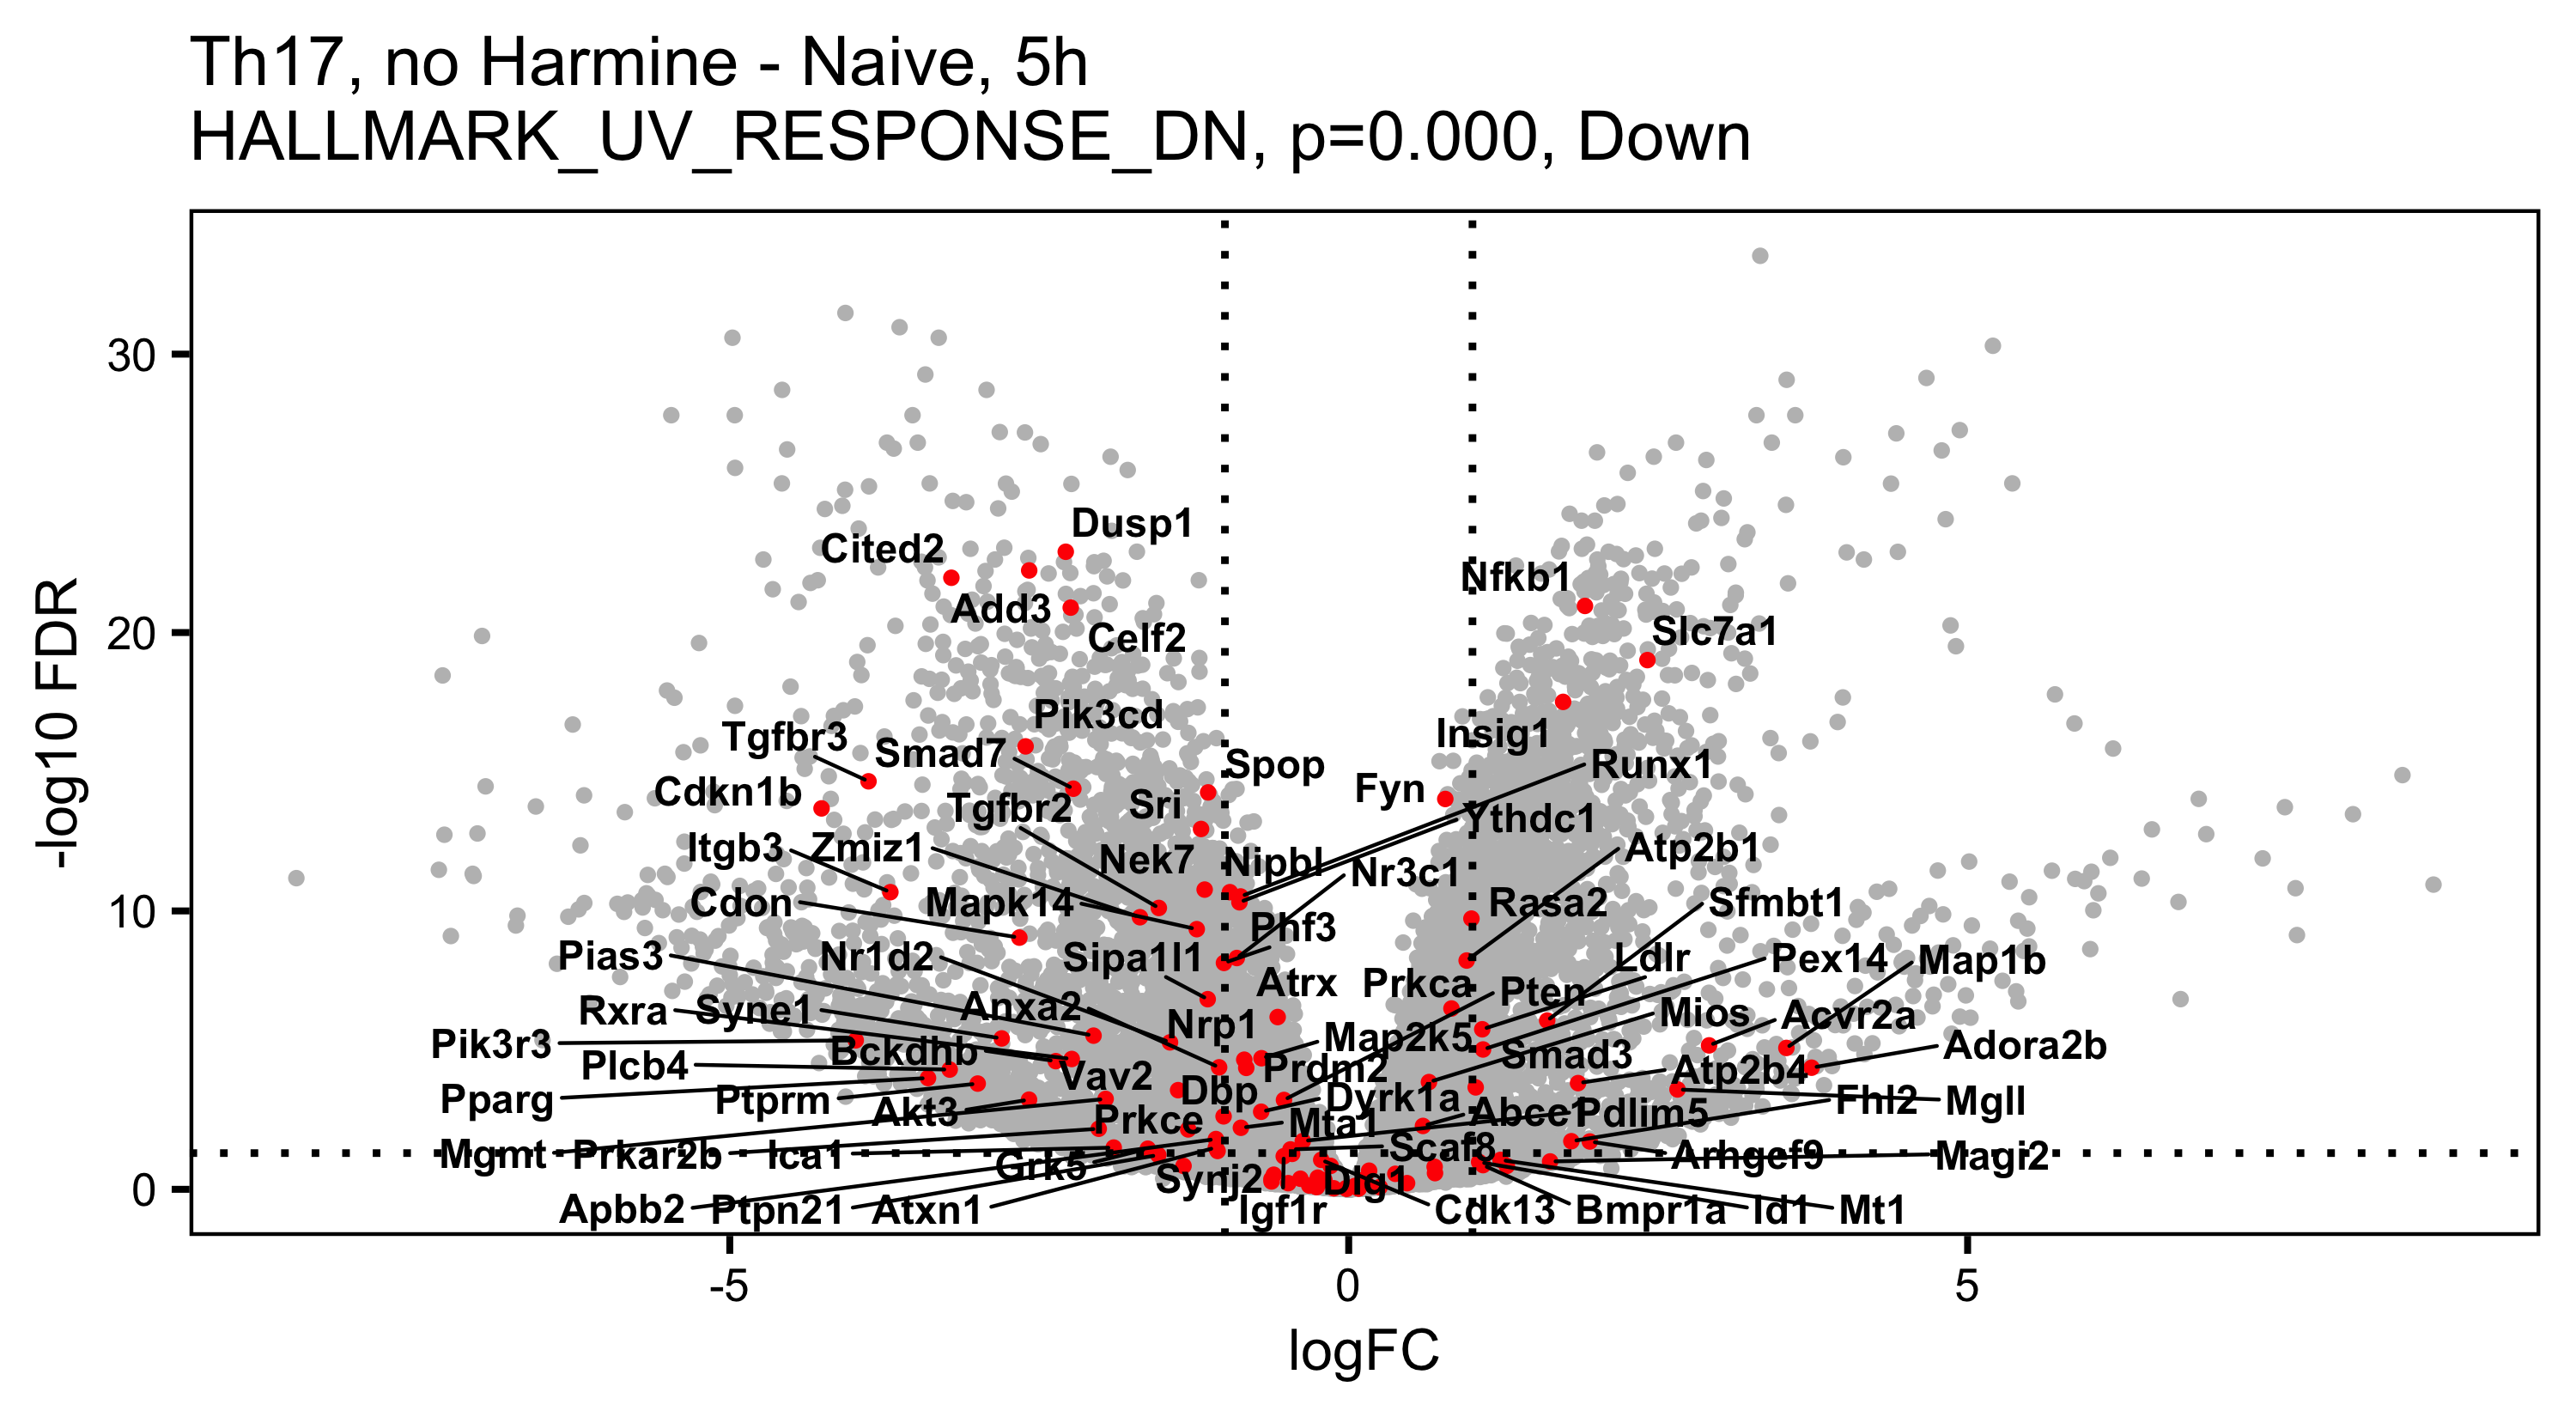 Th17, no Harmine - Naive, 5h
HALLMARK_UV_RESPONSE_DN, p=0.000, Down
-log10 FDR
30
20
10
0
Dusp1
Cited2
Nfkb1
Add3
Slc7a1
Celf2
Pik3cd
Tgfbr3
Smad7
Insig1
Spop
Runx1
Cdkn1b
Tgfbr2
Sri
Fyn
Ythdc1
Itgb3
Zmiz1
Nek7
Nipbl
Nr3c1
Atp2b1
Cdon
Mapk14
Phf3
Rasa2
Sfmbt1
Pias3
Nr1d2
Sipa1l1
Ldlr
Pex14
Map1b
Atrx
Prkca
Pten
Rxra
Syne1
Anxa2
Nrp1
Mios
Acvr2a
Pik3r3
Bckdhb
Map2k5
Smad3
Adora2b
Plcb4
Vav2
Prdm2
Atp2b4
Pparg
Ptprm
Akt3
Dbp
Dyrk1a
Abcc1
Pdlim5
Fhl2
Mgll
Prkce
Mta1
Mgmt
Prkar2b
Ica1
Grk5
Scaf8
Arhgef9
Magi2
Synj2
Dlg1
Apbb2
Ptpn21
Atxn1
Igf1r
Cdk13
Bmpr1a
Id1
Mt1
-5
0
5
logFC